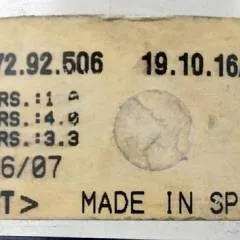 72.92.506 19.10.16/
RS.:1
RS.:4.0
RS.:3.3
6/07
T> MADE IN SP